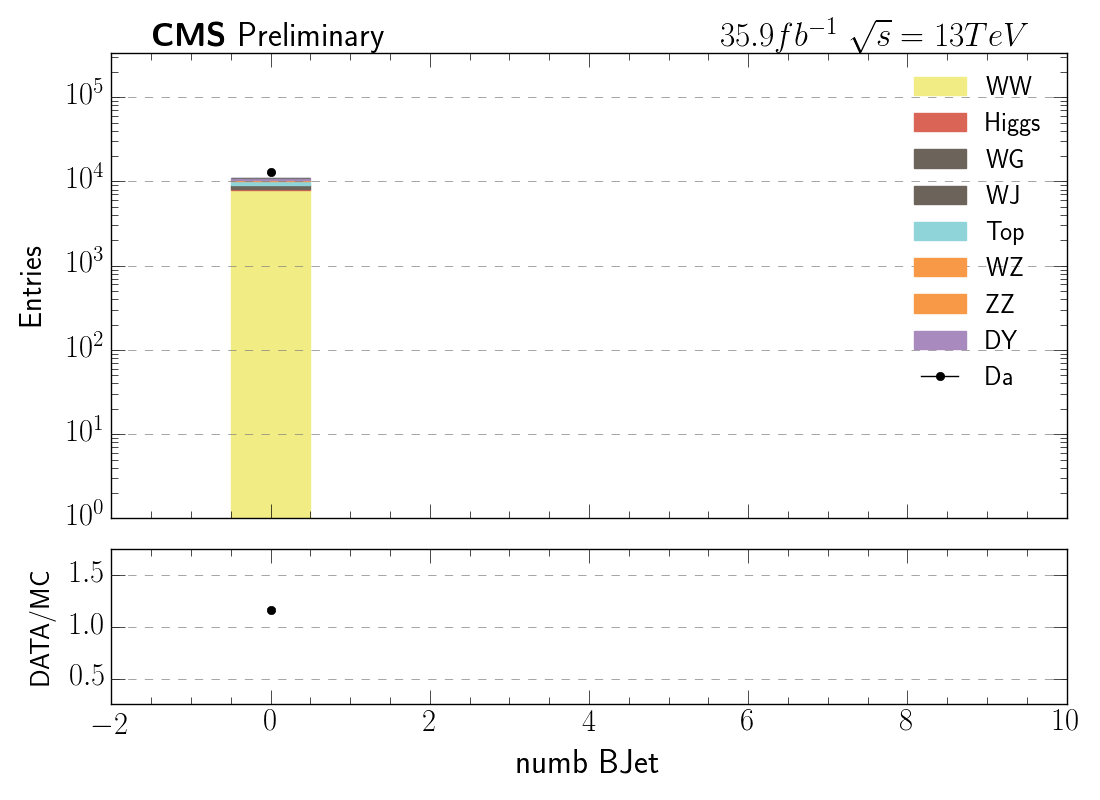 CMS Preliminary
35.9fb⁻¹ √s = 13TeV
Entries
10⁵
10⁴
10³
10²
10¹
10⁰
WW
Higgs
WG
WJ
Top
WZ
ZZ
DY
Da
DATA/MC
1.5
1.0
0.5
−2 0 2 4 6 8 10
numb BJet